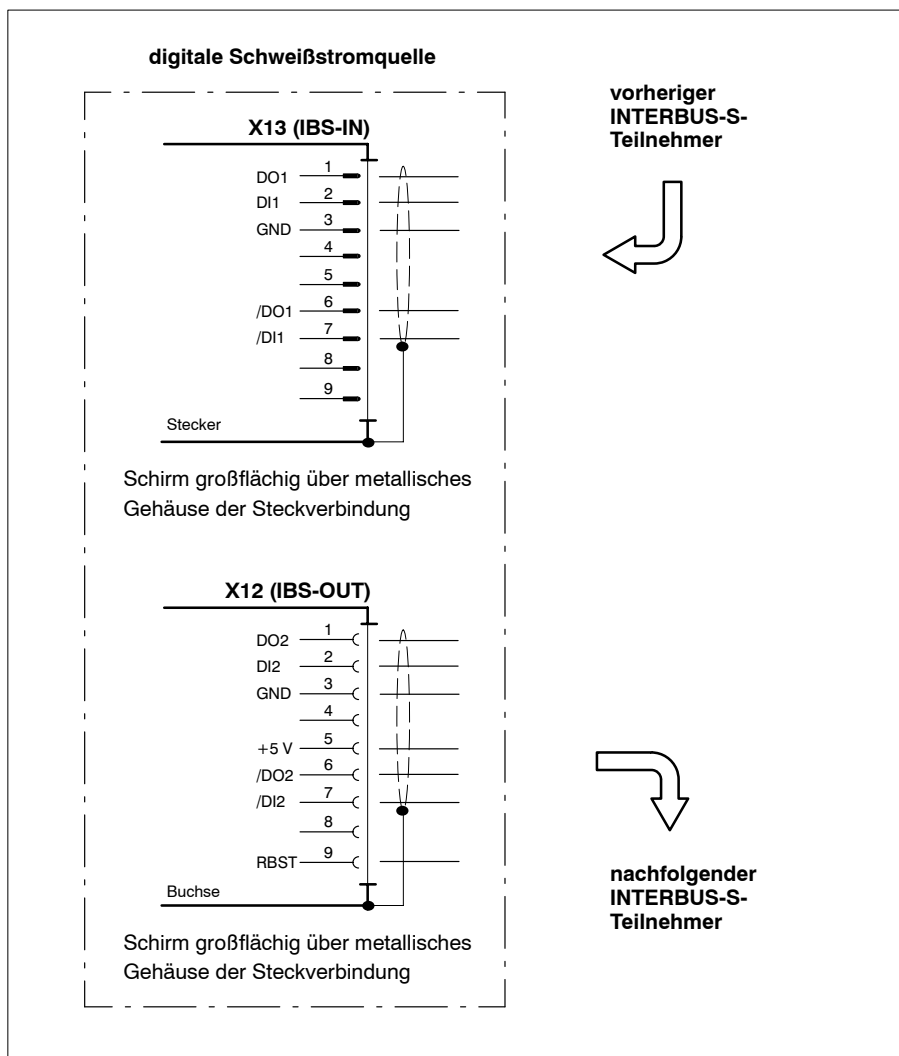 digitale Schweißstromquelle
vorheriger
INTERBUS-S-
Teilnehmer
X13 (IBS-IN)
DO1 1
DI1 2
GND 3
4
5
/DO1 6
/DI1 7
8
9
Stecker
Schirm großflächig über metallisches
Gehäuse der Steckverbindung
X12 (IBS-OUT)
DO2 1
DI2 2
GND 3
4
+5 V 5
/DO2 6
/DI2 7
8
RBST 9
Buchse
Schirm großflächig über metallisches
Gehäuse der Steckverbindung
nachfolgender
INTERBUS-S-
Teilnehmer